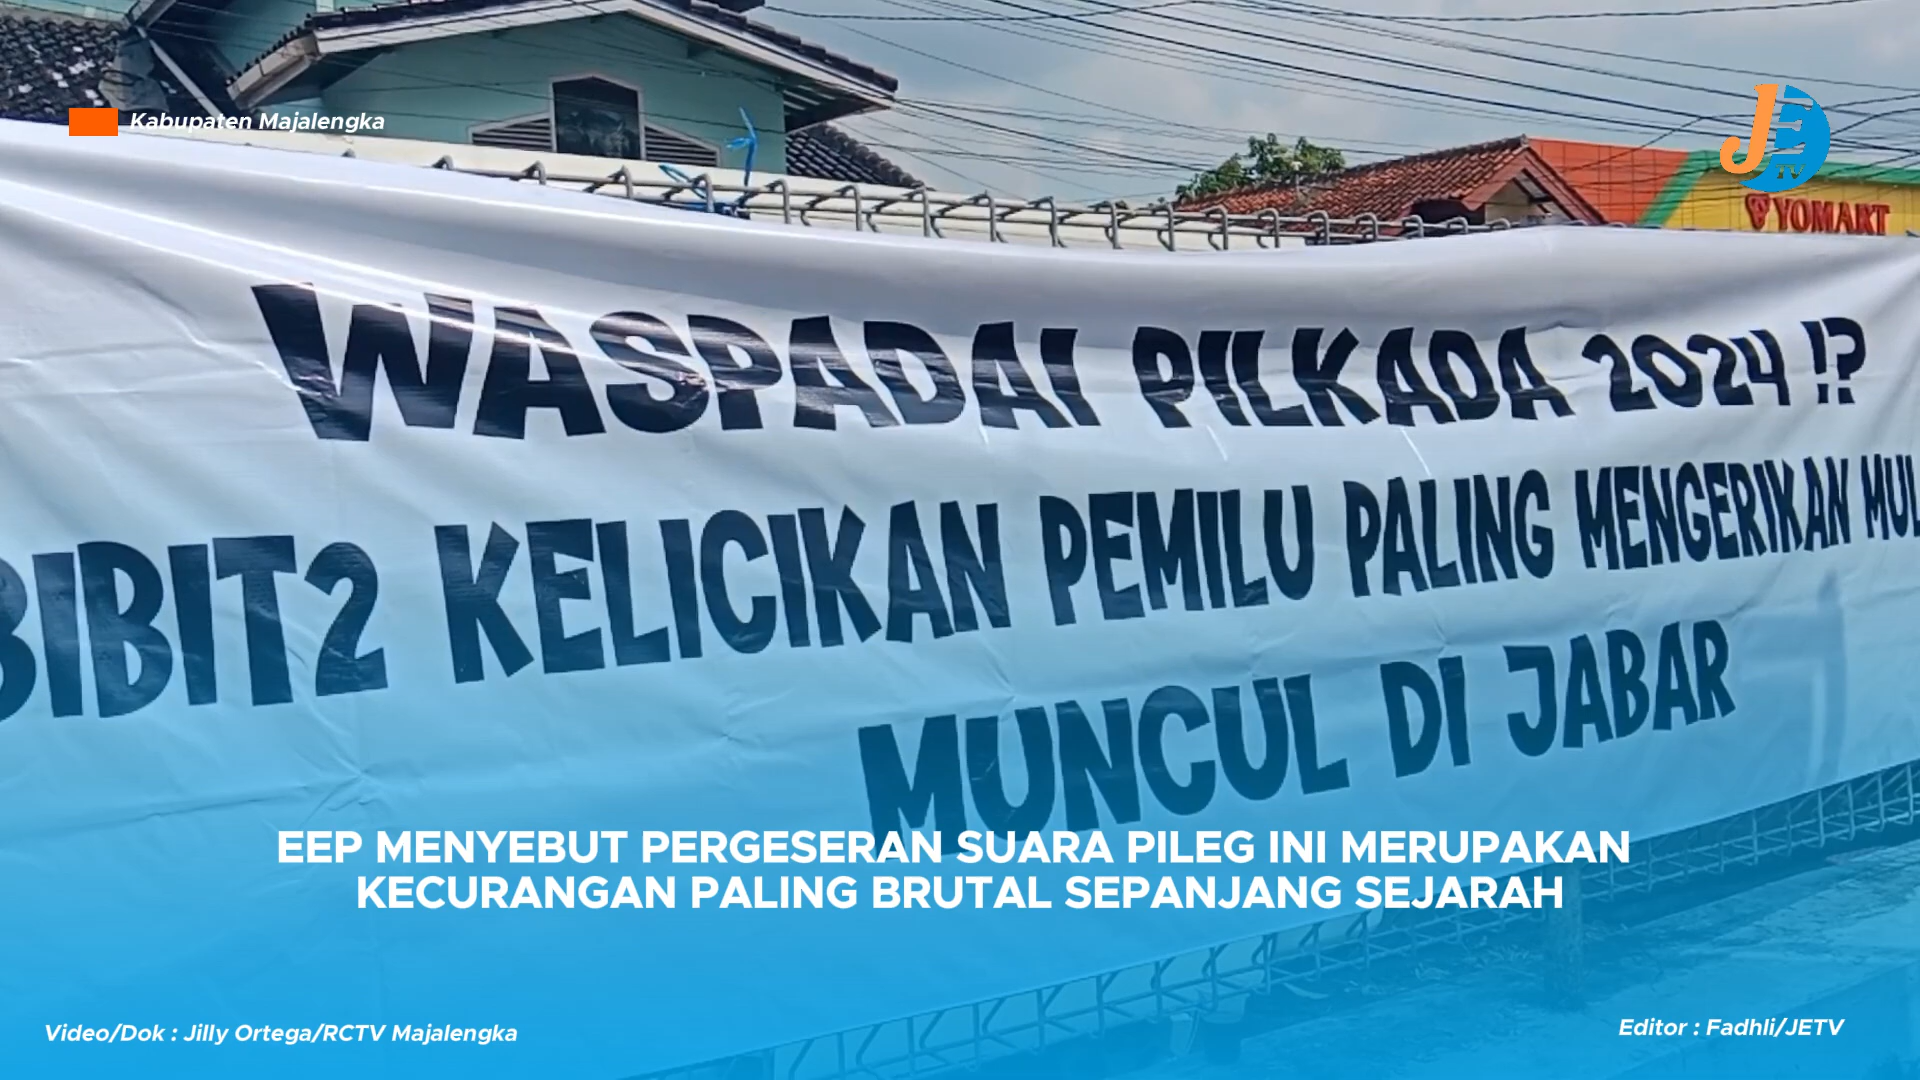 Kabupaten Majalengka
JETV
YOMART
WASPADAI PILKADA 2024 !?
BIBIT2 KELICIKAN PEMILU PALING MENGERIKAN
MUNCUL DI JABAR
EEP MENYEBUT PERGESERAN SUARA PILEG INI MERUPAKAN
KECURANGAN PALING BRUTAL SEPANJANG SEJARAH
Video/Dok : Jilly Ortega/RCTV Majalengka
Editor : Fadhli/JETV